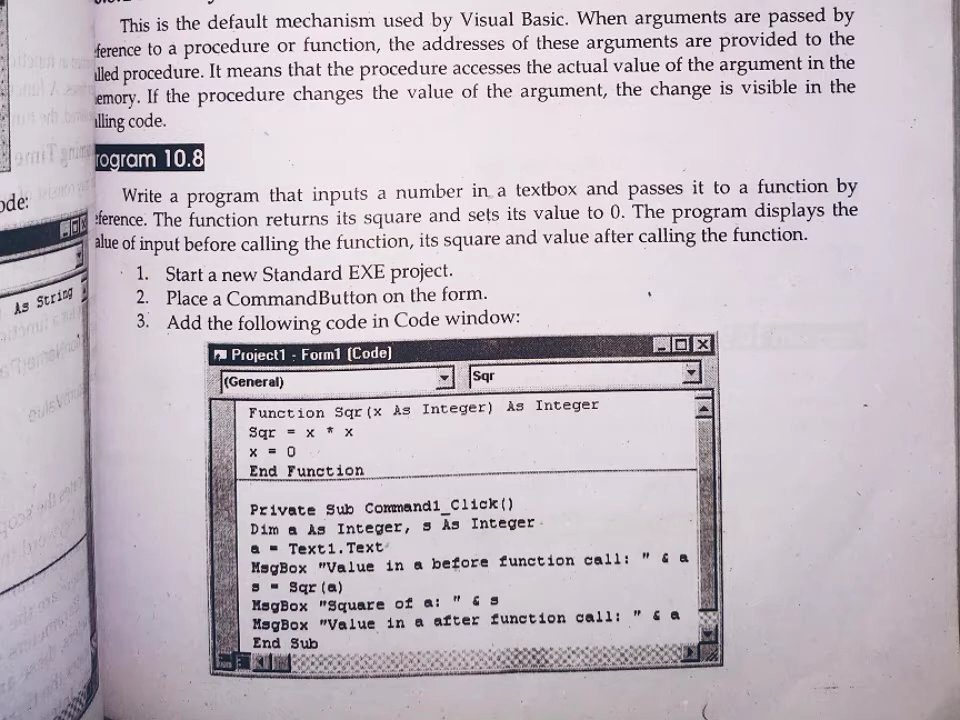 This is the default mechanism used by Visual Basic. When arguments are passed by
ference to a procedure or function, the addresses of these arguments are provided to the
lled procedure. It means that the procedure accesses the actual value of the argument in the
emory. If the procedure changes the value of the argument, the change is visible in the
lling code.
rogram 10.8
Write a program that inputs a number in a textbox and passes it to a function by
eference. The function returns its square and sets its value to 0. The program displays the
alue of input before calling the function, its square and value after calling the function.
1. Start a new Standard EXE project.
2. Place a CommandButton on the form.
3. Add the following code in Code window:
Project1 - Form1 (Code)
(General) Sqr
Function Sqr(x As Integer) As Integer
Sqr = x * x
x = 0
End Function
Private Sub Command1_Click()
Dim a As Integer, s As Integer
a = Text1.Text
MsgBox "Value in a before function call: " & a
s = Sqr(a)
MsgBox "Square of a: " & s
MsgBox "Value in a after function call: " & a
End Sub
ode:
As String